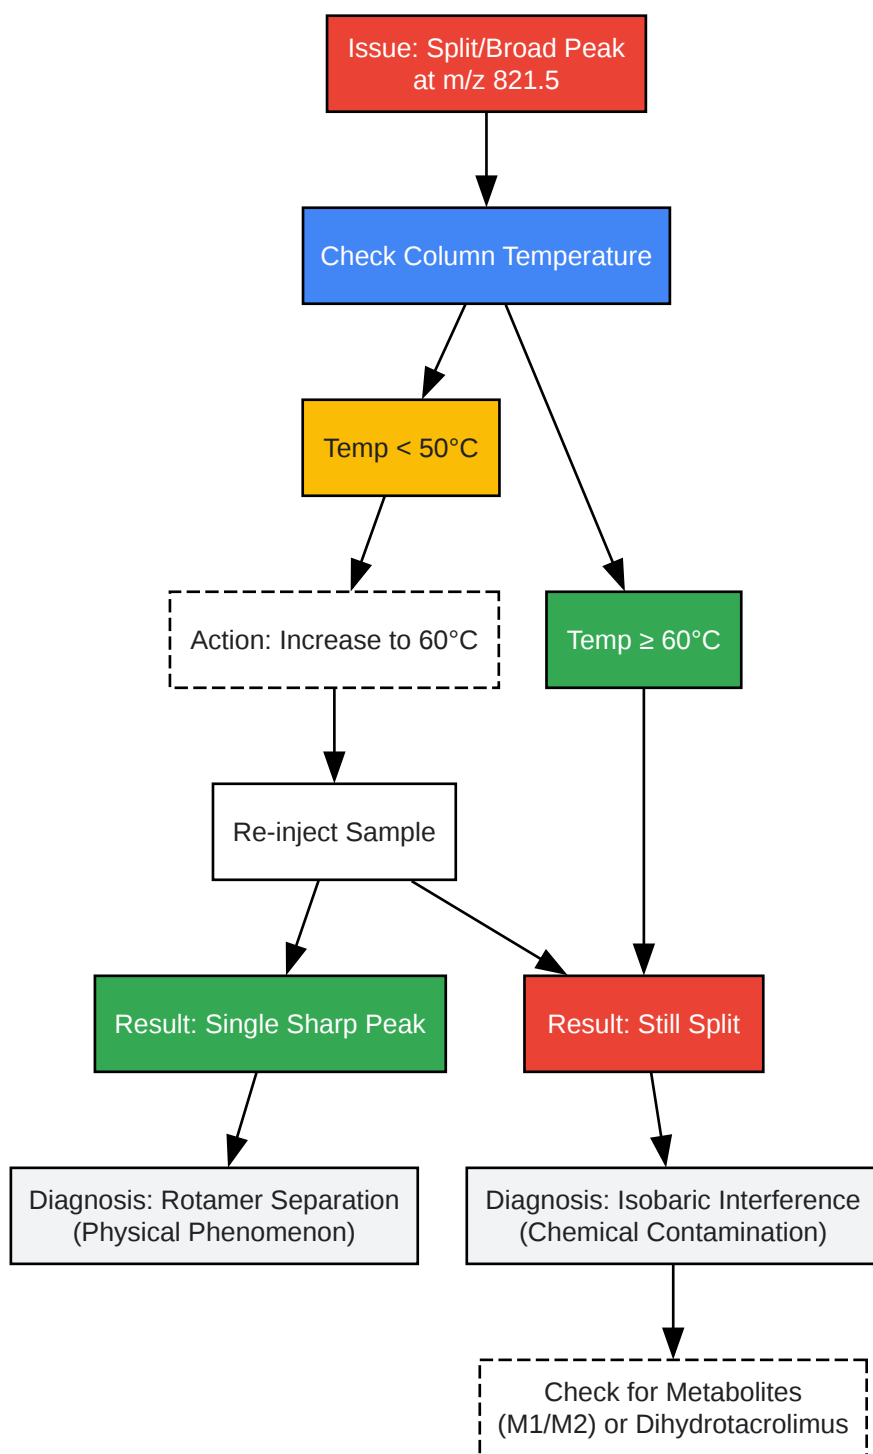 Issue: Split/Broad Peak
at m/z 821.5
Check Column Temperature
Temp < 50°C
Action: Increase to 60°C
Temp ≥ 60°C
Re-inject Sample
Result: Single Sharp Peak
Result: Still Split
Diagnosis: Rotamer Separation
(Physical Phenomenon)
Diagnosis: Isobaric Interference
(Chemical Contamination)
Check for Metabolites
(M1/M2) or Dihydrotacrolimus